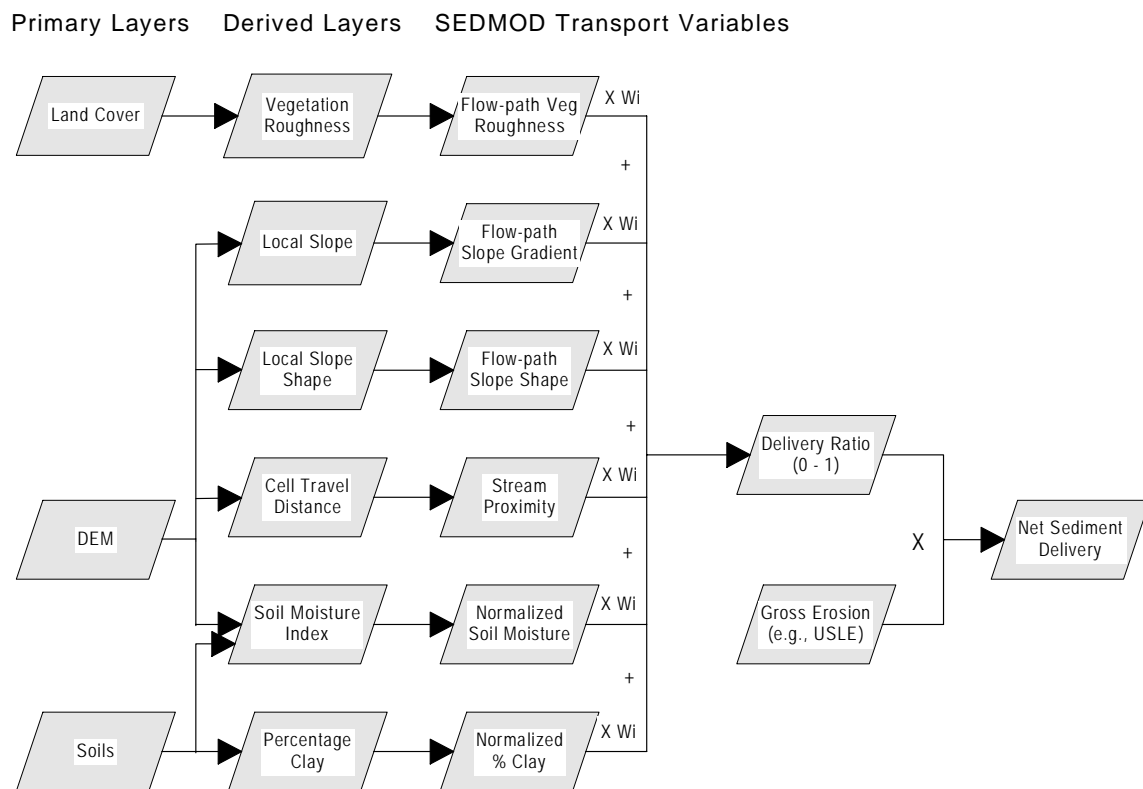 Primary Layers Derived Layers SEDMOD Transport Variables
Land Cover
Vegetation
Roughness
Flow-path Veg
Roughness
X Wi
+
Local Slope
Flow-path
Slope Gradient
X Wi
+
Local Slope
Shape
Flow-path
Slope Shape
X Wi
+
DEM
Cell Travel
Distance
Stream
Proximity
X Wi
+
Soil Moisture
Index
Normalized
Soil Moisture
X Wi
+
Soils
Percentage
Clay
Normalized
% Clay
X Wi
Delivery Ratio
(0 - 1)
X
Gross Erosion
(e.g., USLE)
Net Sediment
Delivery